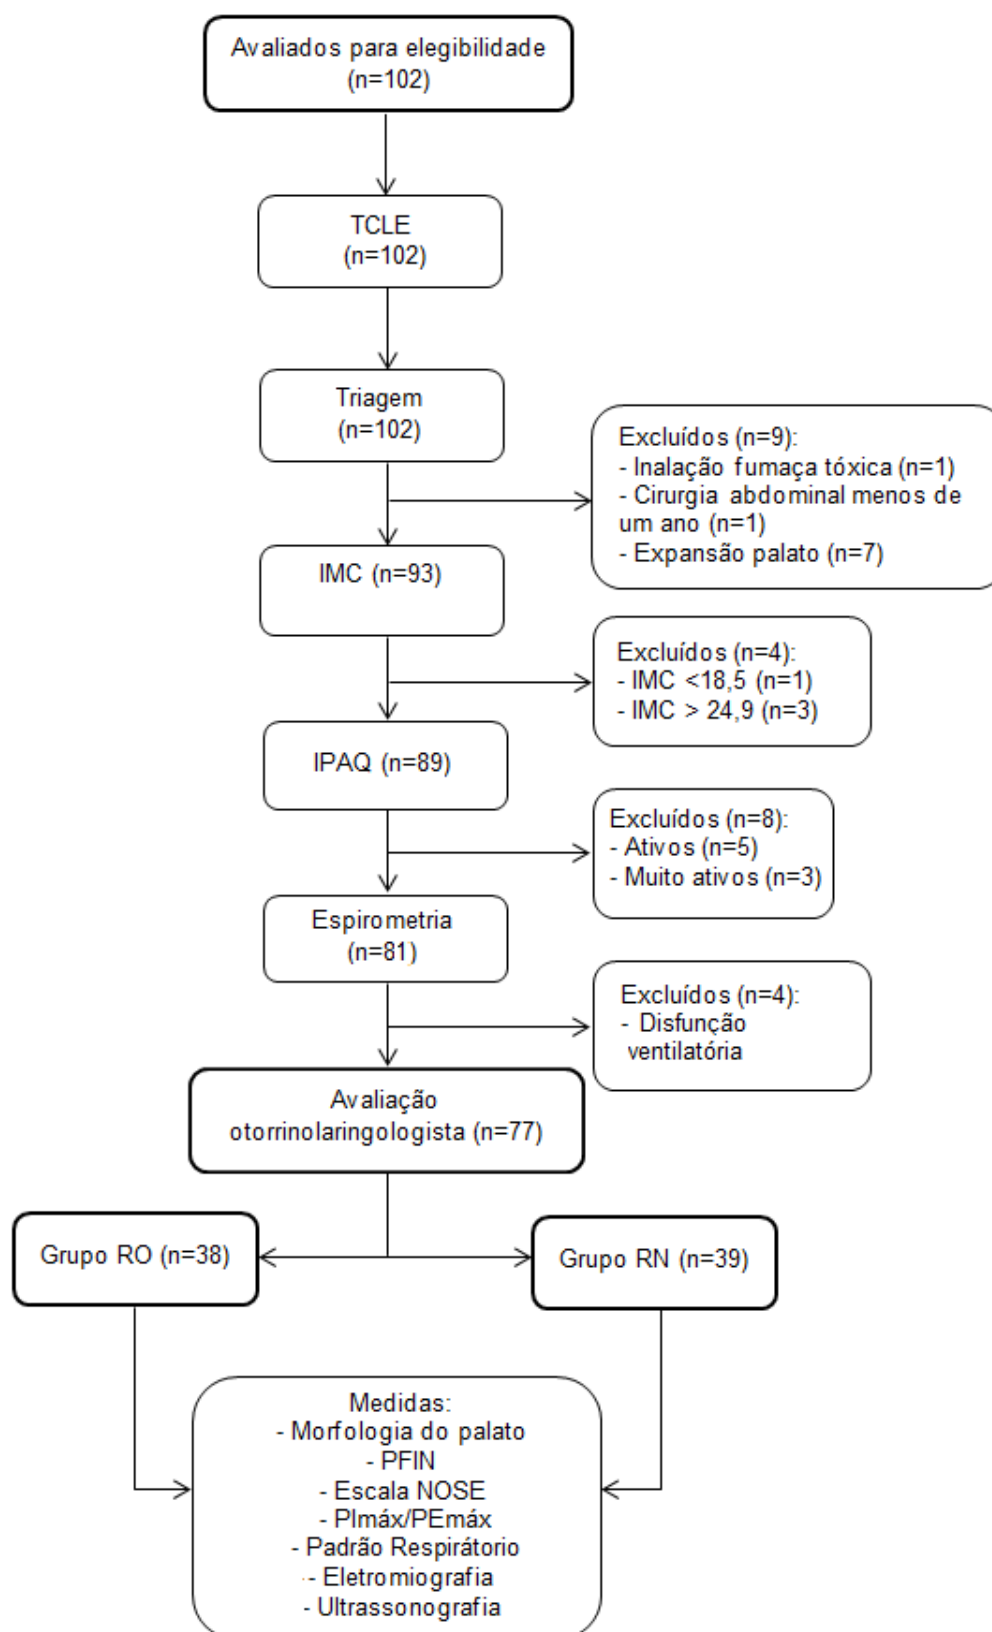 Avaliados para elegibilidade
(n=102)
TCLE
(n=102)
Triagem
(n=102)
Excluídos (n=9):
- Inalação fumaça tóxica (n=1)
- Cirurgia abdominal menos de
um ano (n=1)
- Expansão palato (n=7)
IMC (n=93)
Excluídos (n=4):
- IMC <18,5 (n=1)
- IMC > 24,9 (n=3)
IPAQ (n=89)
Excluídos (n=8):
- Ativos (n=5)
- Muito ativos (n=3)
Espirometria
(n=81)
Excluídos (n=4):
- Disfunção
ventilatória
Avaliação
otorrinolaringologista (n=77)
Grupo RO (n=38)
Grupo RN (n=39)
Medidas:
- Morfologia do palato
- PFIN
- Escala NOSE
- PImáx/PEmáx
- Padrão Respirátorio
- Eletromiografia
- Ultrassonografia